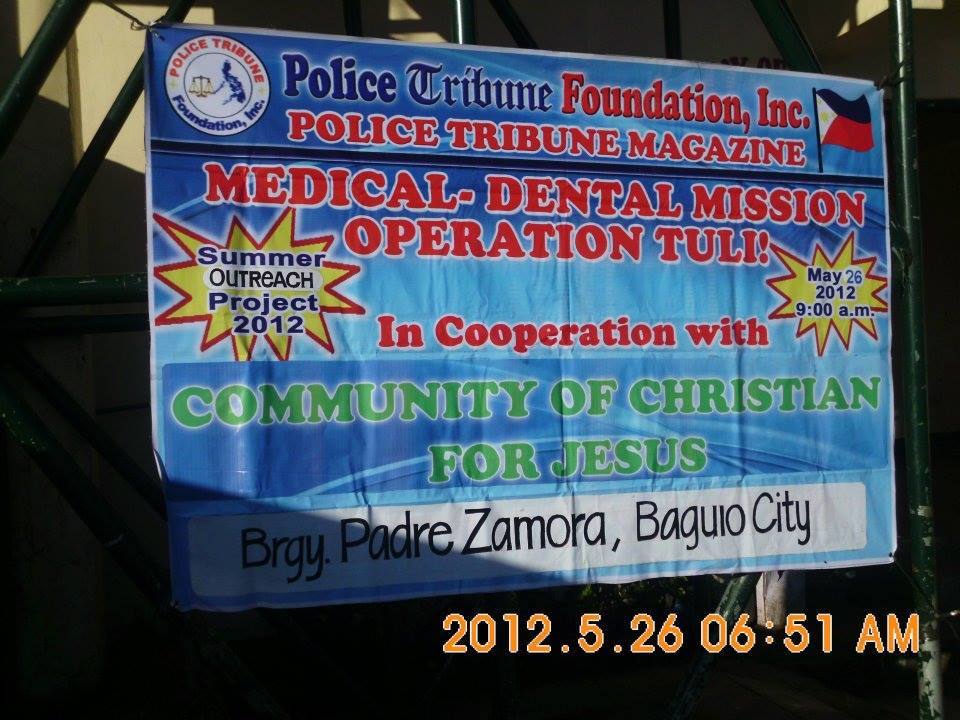 POLICE TRIBUNE
Foundation, Inc.
Police Tribune Foundation, Inc.
POLICE TRIBUNE MAGAZINE
MEDICAL- DENTAL MISSION
OPERATION TULI!
Summer
OUTREACH
Project
2012
May 26
2012
9:00 a.m.
In Cooperation with
COMMUNITY OF CHRISTIAN
FOR JESUS
Brgy. Padre Zamora, Baguio City
2012.5.26 06:51 AM